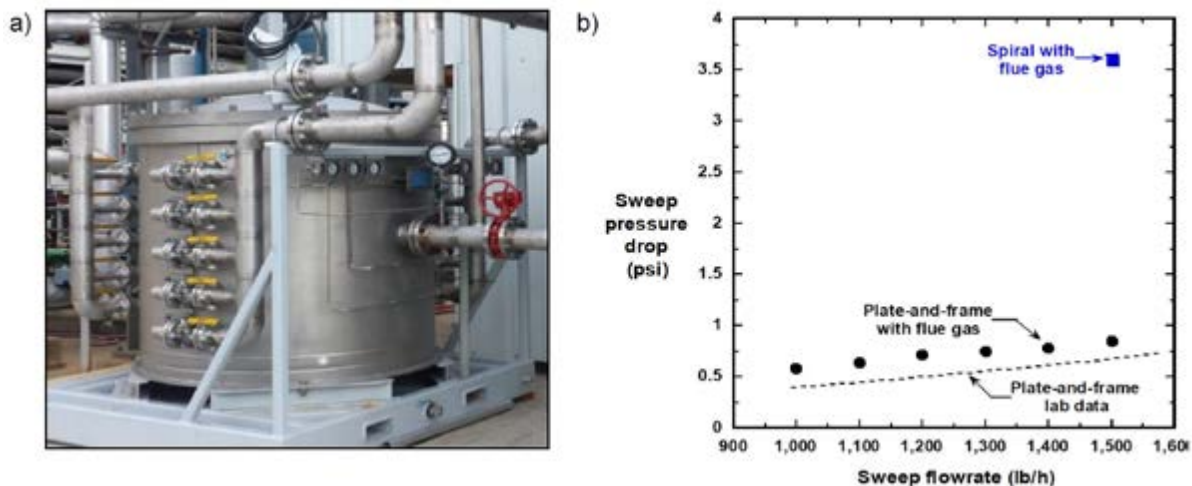 a)
b)
4
3.5
3
2.5
2
1.5
1
0.5
0
Sweep
pressure
drop
(psi)
Spiral with
flue gas
Plate-and-frame
with flue gas
Plate-and-frame
lab data
900 1,000 1,100 1,200 1,300 1,400 1,500 1,60
Sweep flowrate (lb/h)